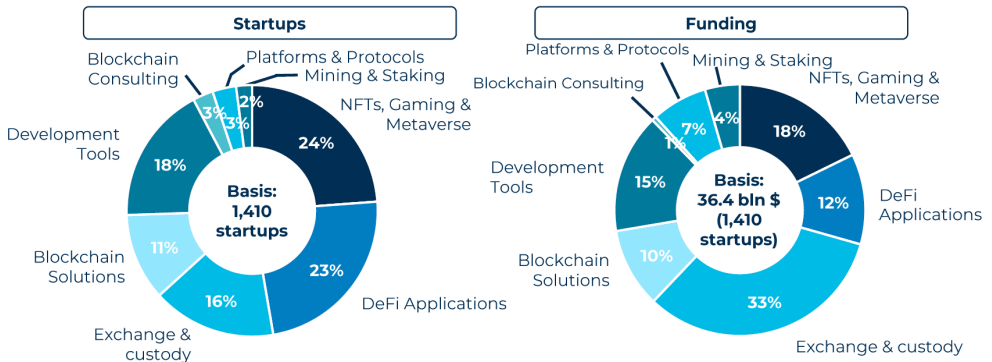 Startups
Blockchain
Consulting
Platforms & Protocols
Mining & Staking
NFTs, Gaming &
Metaverse
Development
Tools
Blockchain
Solutions
Exchange &
custody
DeFi Applications
3%
3%
2%
24%
18%
11%
16%
23%
Basis:
1,410
startups
Funding
Platforms & Protocols
Mining & Staking
Blockchain Consulting
NFTs, Gaming &
Metaverse
Development
Tools
DeFi
Applications
Blockchain
Solutions
Exchange & custody
1%
7%
4%
18%
15%
12%
10%
33%
Basis:
36.4 bln $
(1,410
startups)